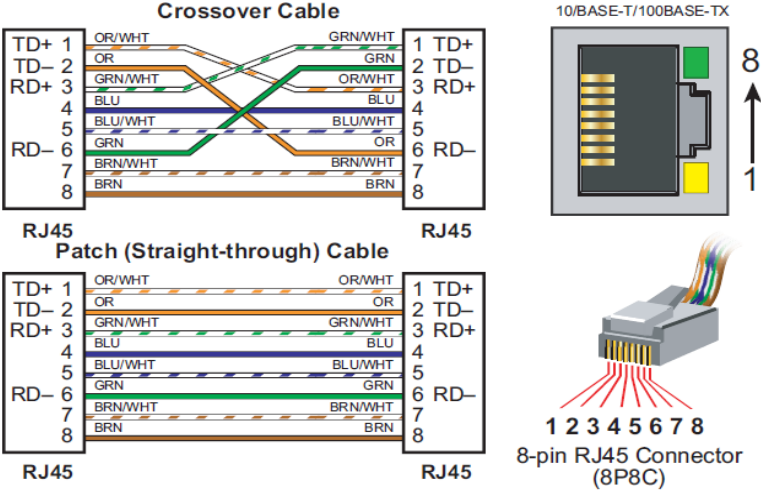 Crossover Cable
OR/WHT GRN/WHT
TD+ 1 1 TD+
OR GRN
TD– 2 2 TD–
GRN/WHT OR/WHT
RD+ 3 3 RD+
BLU BLU
4 4
BLU/WHT BLU/WHT
5 5
GRN OR
RD– 6 6 RD–
BRN/WHT BRN/WHT
7 7
BRN BRN
8 8
RJ45 RJ45
10/BASE-T/100BASE-TX
8
1
Patch (Straight-through) Cable
OR/WHT OR/WHT
TD+ 1 1 TD+
OR OR
TD– 2 2 TD–
GRN/WHT GRN/WHT
RD+ 3 3 RD+
BLU BLU
4 4
BLU/WHT BLU/WHT
5 5
GRN GRN
RD– 6 6 RD–
BRN/WHT BRN/WHT
7 7
BRN BRN
8 8
RJ45 RJ45
1 2 3 4 5 6 7 8
8-pin RJ45 Connector
(8P8C)